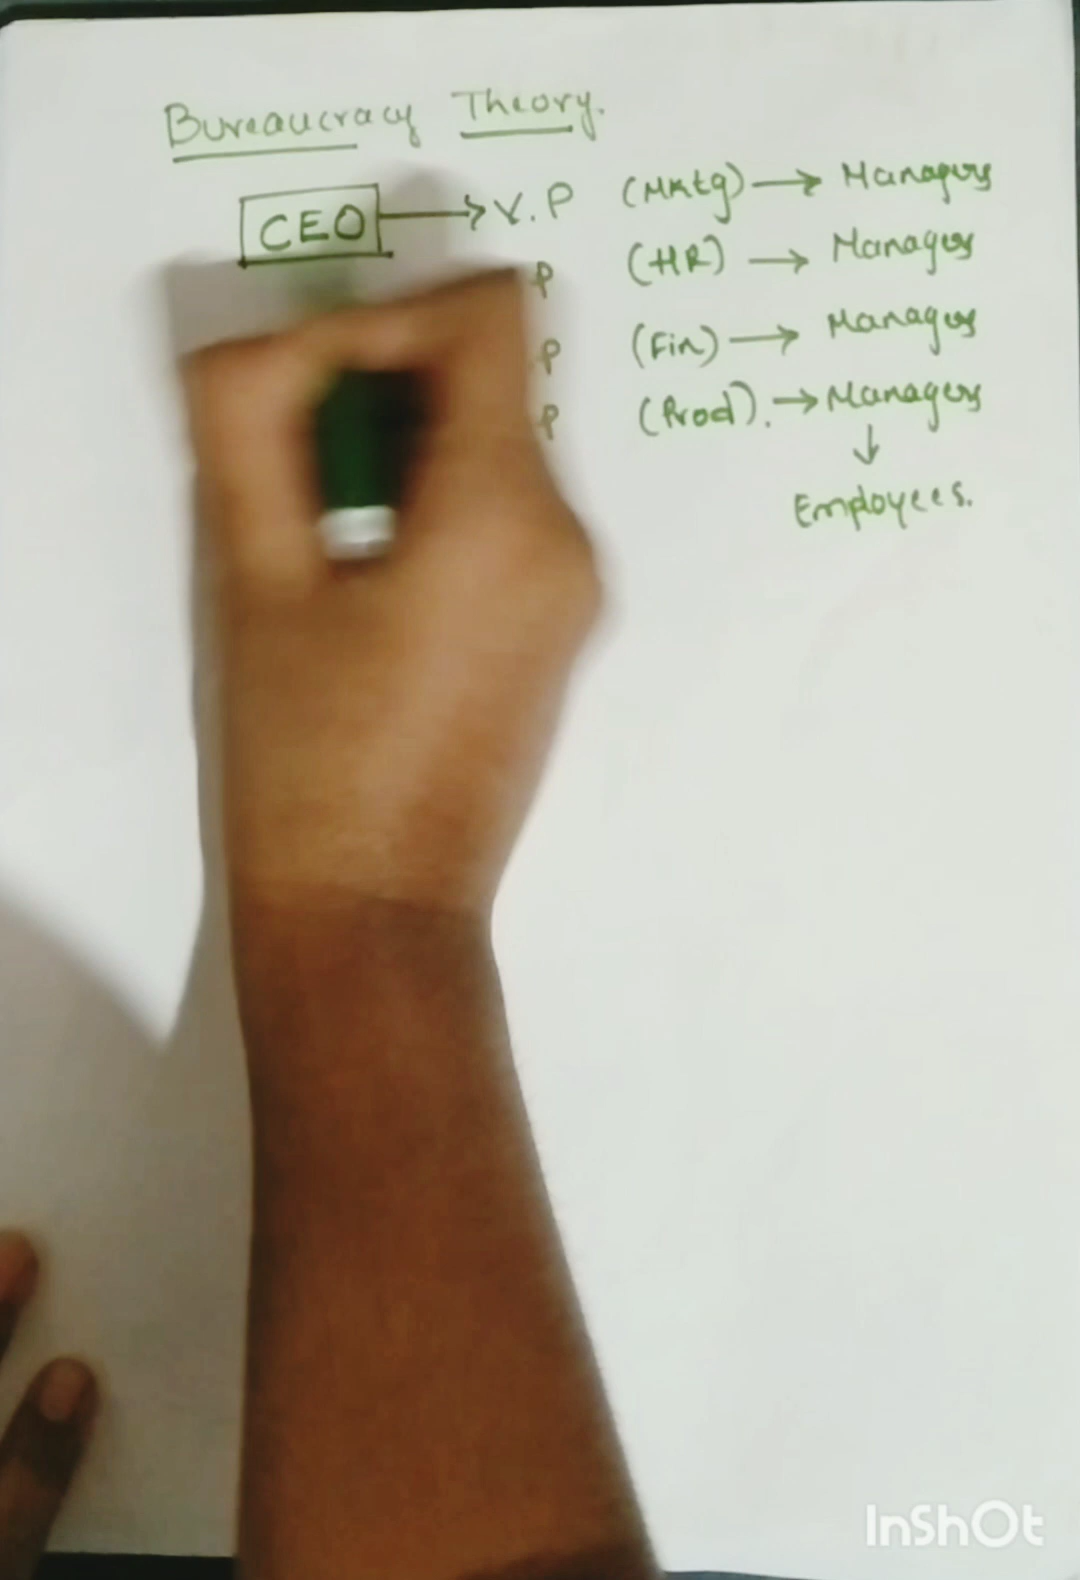 Bureaucracy Theory.
CEO → V.P (Mktg) → Managers
P (HR) → Managers
.P (Fin) → Managers
P (Prod). → Managers
↓
Employees.
InShOt